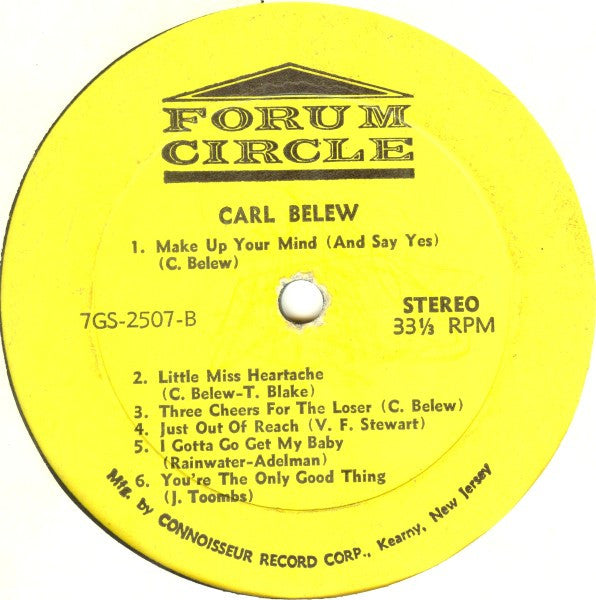 FORUM
CIRCLE
CARL BELEW
1. Make Up Your Mind (And Say Yes)
(C. Belew)
7GS-2507-B
STEREO
33⅓ RPM
2. Little Miss Heartache
(C. Belew-T. Blake)
3. Three Cheers For The Loser (C. Belew)
4. Just Out Of Reach (V. F. Stewart)
5. I Gotta Go Get My Baby
(Rainwater-Adelman)
6. You're The Only Good Thing
(J. Toombs)
Mfg. by CONNOISSEUR RECORD CORP., Kearny, New Jersey